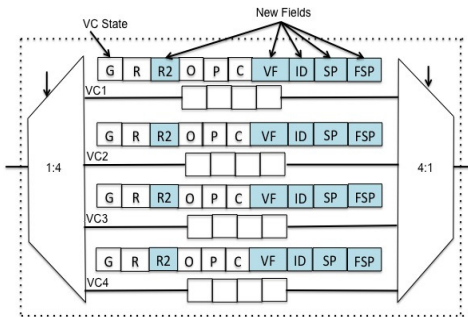 New Fields
VC State
G R R2 O P C VF ID SP FSP
VC1
G R R2 O P C VF ID SP FSP
VC2
1:4 4:1
G R R2 O P C VF ID SP FSP
VC3
G R R2 O P C VF ID SP FSP
VC4